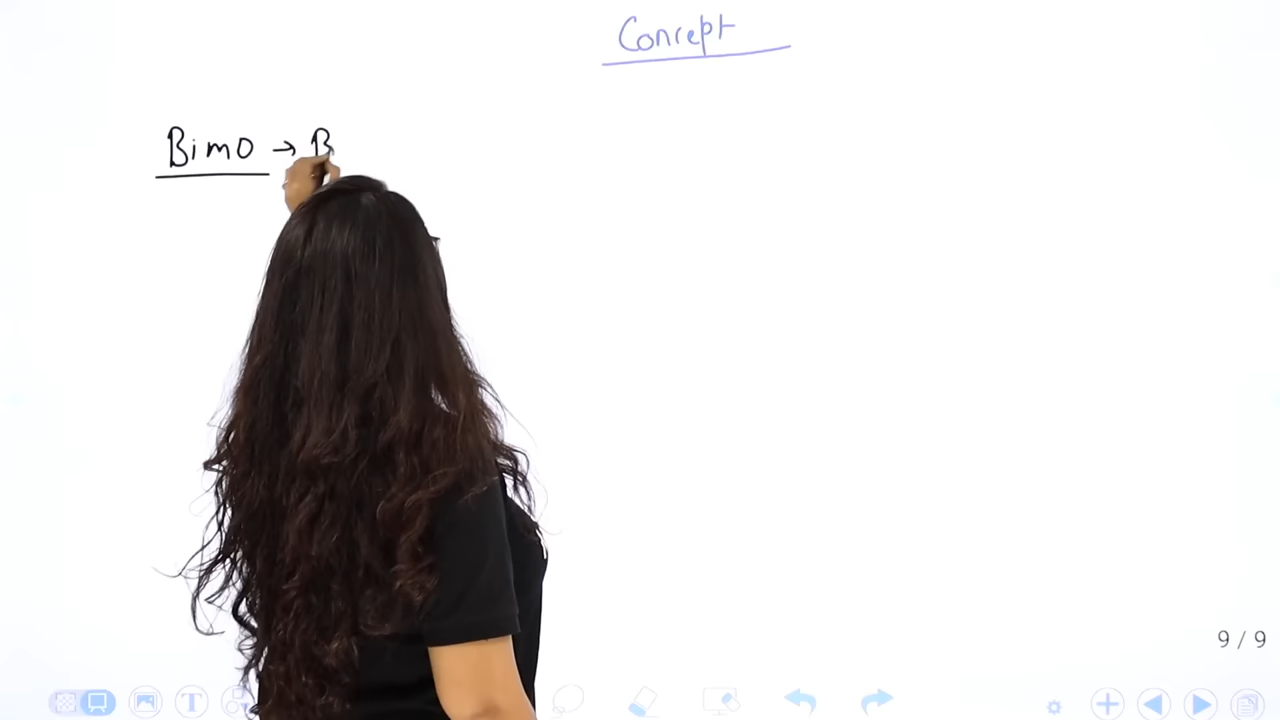 Concept
Bimo → B
9 / 9
T